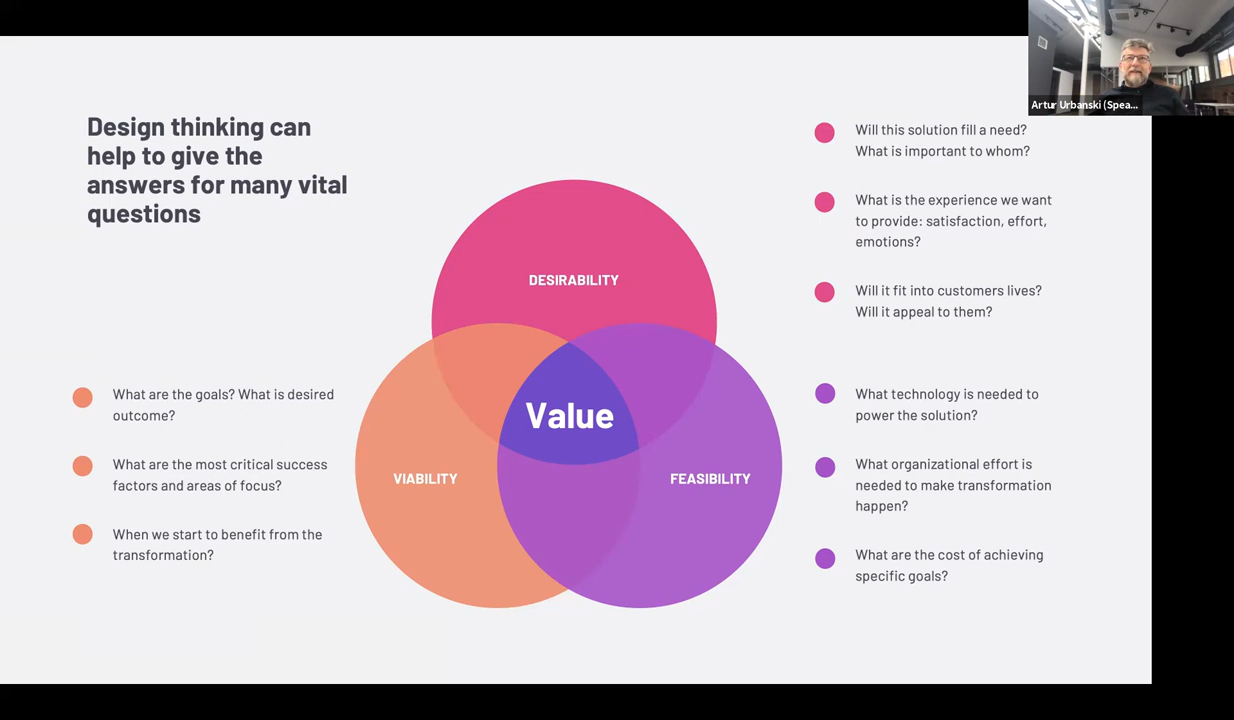 Artur Urbanski (Spea...
Design thinking can
help to give the
answers for many vital
questions
What are the goals? What is desired
outcome?
What are the most critical success
factors and areas of focus?
When we start to benefit from the
transformation?
DESIRABILITY
Value
VIABILITY
FEASIBILITY
Will this solution fill a need?
What is important to whom?
What is the experience we want
to provide: satisfaction, effort,
emotions?
Will it fit into customers lives?
Will it appeal to them?
What technology is needed to
power the solution?
What organizational effort is
needed to make transformation
happen?
What are the cost of achieving
specific goals?